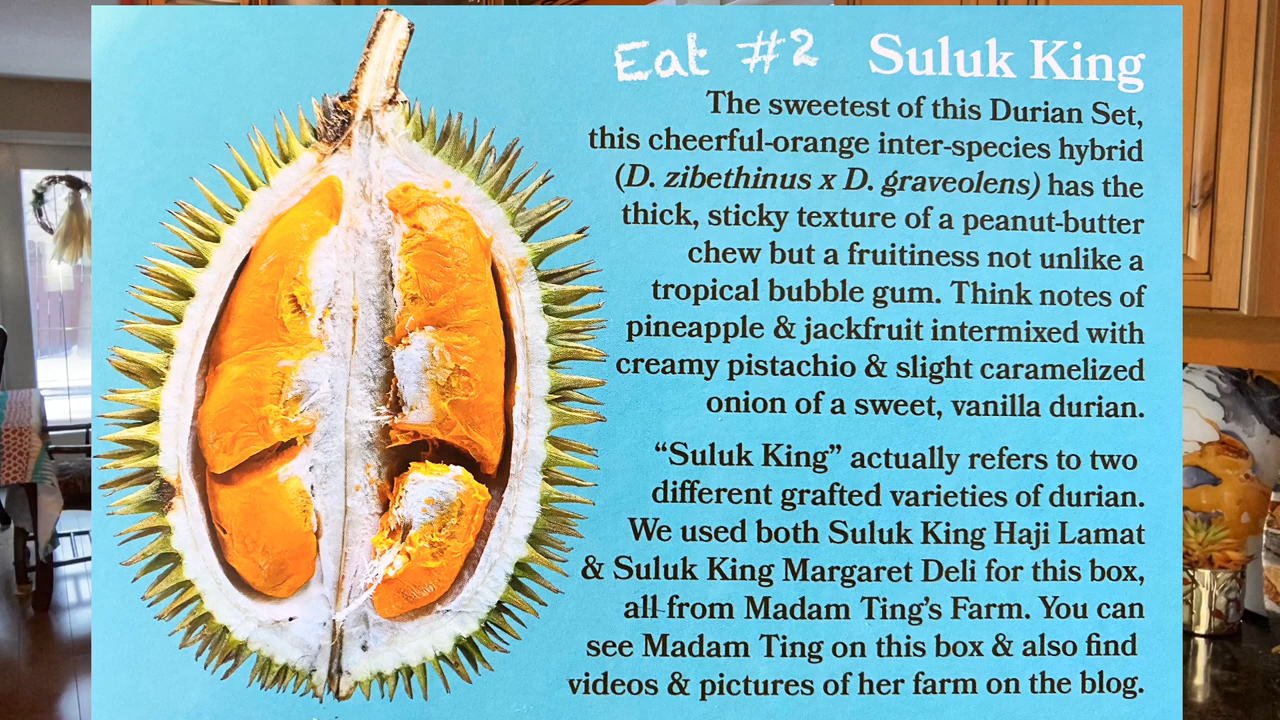 Eat #2 Suluk King
The sweetest of this Durian Set,
this cheerful-orange inter-species hybrid
(D. zibethinus x D. graveolens) has the
thick, sticky texture of a peanut-butter
chew but a fruitiness not unlike a
tropical bubble gum. Think notes of
pineapple & jackfruit intermixed with
creamy pistachio & slight caramelized
onion of a sweet, vanilla durian.
“Suluk King” actually refers to two
different grafted varieties of durian.
We used both Suluk King Haji Lamat
& Suluk King Margaret Deli for this box,
all from Madam Ting’s Farm. You can
see Madam Ting on this box & also find
videos & pictures of her farm on the blog.